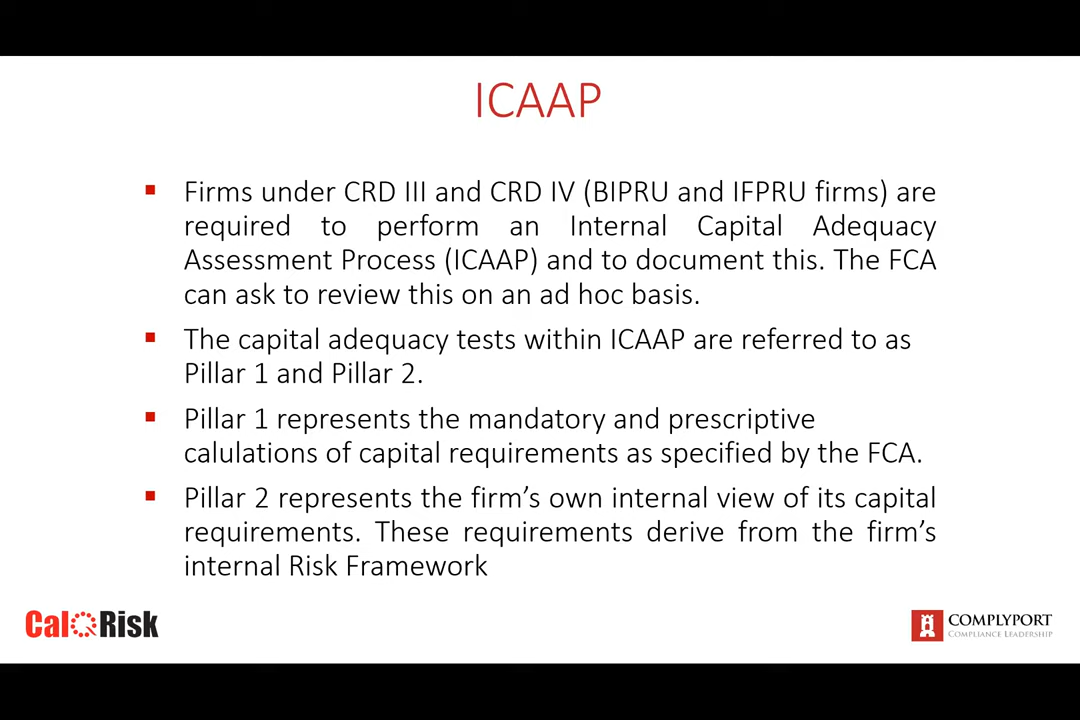 ICAAP
▪ Firms under CRD III and CRD IV (BIPRU and IFPRU firms) are
required to perform an Internal Capital Adequacy
Assessment Process (ICAAP) and to document this. The FCA
can ask to review this on an ad hoc basis.
▪ The capital adequacy tests within ICAAP are referred to as
Pillar 1 and Pillar 2.
▪ Pillar 1 represents the mandatory and prescriptive
calulations of capital requirements as specified by the FCA.
▪ Pillar 2 represents the firm’s own internal view of its capital
requirements. These requirements derive from the firm’s
internal Risk Framework
CalQRisk
COMPLYPORT
COMPLIANCE LEADERSHIP